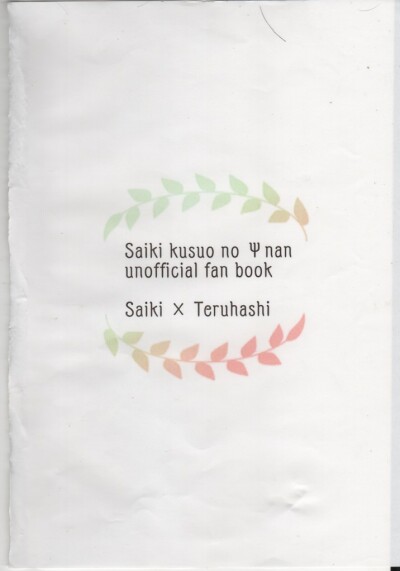 Saiki kusuo no Ψ nan
unofficial fan book
Saiki × Teruhashi